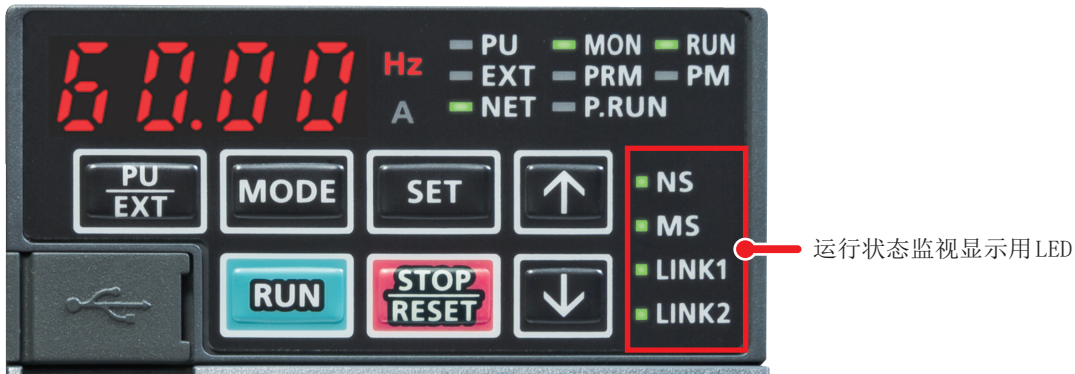 60.00
Hz
A
PU MON RUN
EXT PRM PM
NET P.RUN
PU
EXT
MODE
SET
NS
MS
LINK1
LINK2
RUN
STOP
RESET
运行状态监视显示用LED